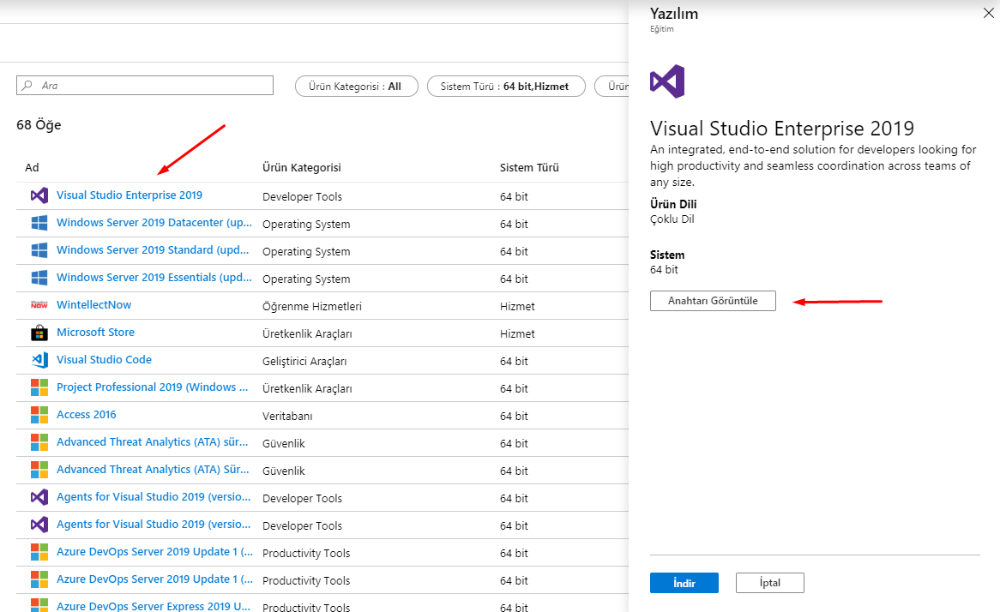 Ara
Ürün Kategorisi : All
Sistem Türü : 64 bit,Hizmet
Ürün
68 Öğe
Ad Ürün Kategorisi Sistem Türü
Visual Studio Enterprise 2019 Developer Tools 64 bit
Windows Server 2019 Datacenter (up... Operating System 64 bit
Windows Server 2019 Standard (upd... Operating System 64 bit
Windows Server 2019 Essentials (upd... Operating System 64 bit
WintellectNow Öğrenme Hizmetleri Hizmet
Microsoft Store Üretkenlik Araçları Hizmet
Visual Studio Code Geliştirici Araçları 64 bit
Project Professional 2019 (Windows ... Üretkenlik Araçları 64 bit
Access 2016 Veritabanı 64 bit
Advanced Threat Analytics (ATA) sür... Güvenlik 64 bit
Advanced Threat Analytics (ATA) Sür... Güvenlik 64 bit
Agents for Visual Studio 2019 (versio... Developer Tools 64 bit
Agents for Visual Studio 2019 (versio... Developer Tools 64 bit
Azure DevOps Server 2019 Update 1 (... Productivity Tools 64 bit
Azure DevOps Server 2019 Update 1 (... Productivity Tools 64 bit
Azure DevOps Server Express 2019 U... Productivity Tools 64 bit
Yazılım
Eğitim
Visual Studio Enterprise 2019
An integrated, end-to-end solution for developers looking for
high productivity and seamless coordination across teams of
any size.
Ürün Dili
Çoklu Dil
Sistem
64 bit
Anahtarı Görüntüle
İndir
İptal